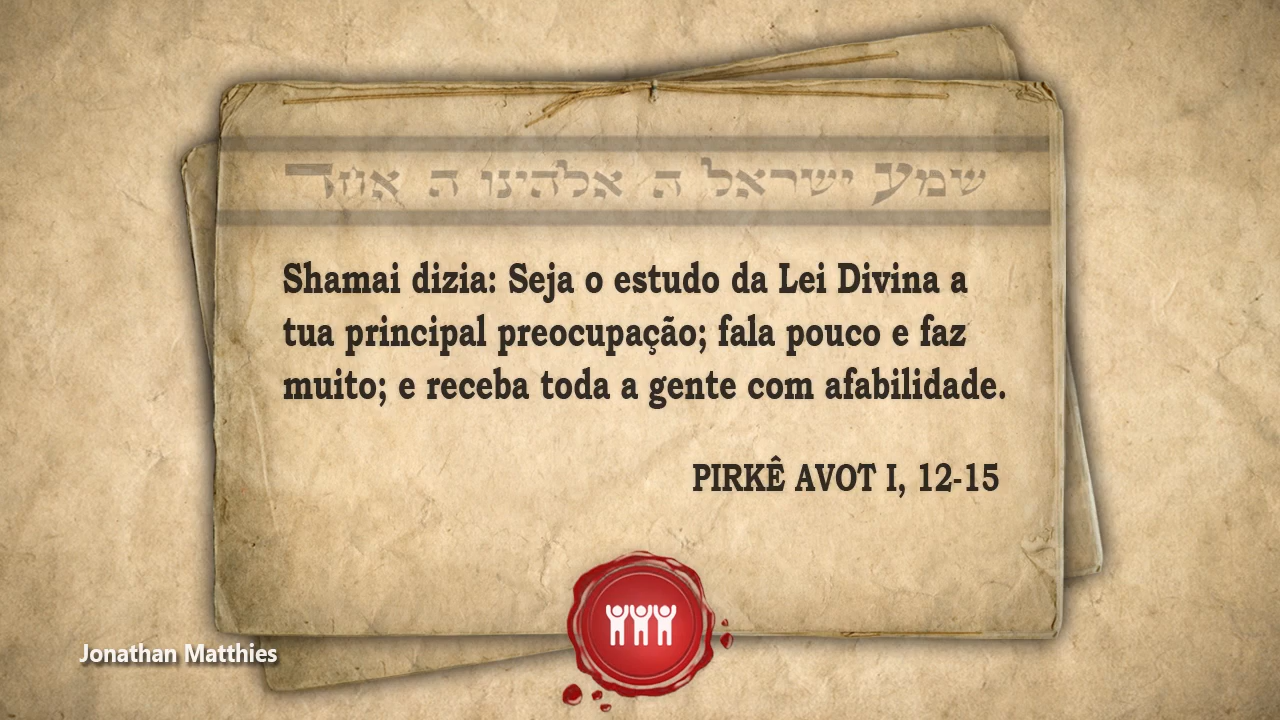 שמע ישראל ה אלהינו ה אחד
Shamai dizia: Seja o estudo da Lei Divina a
tua principal preocupação; fala pouco e faz
muito; e receba toda a gente com afabilidade.
PIRKÊ AVOT I, 12-15
Jonathan Matthies